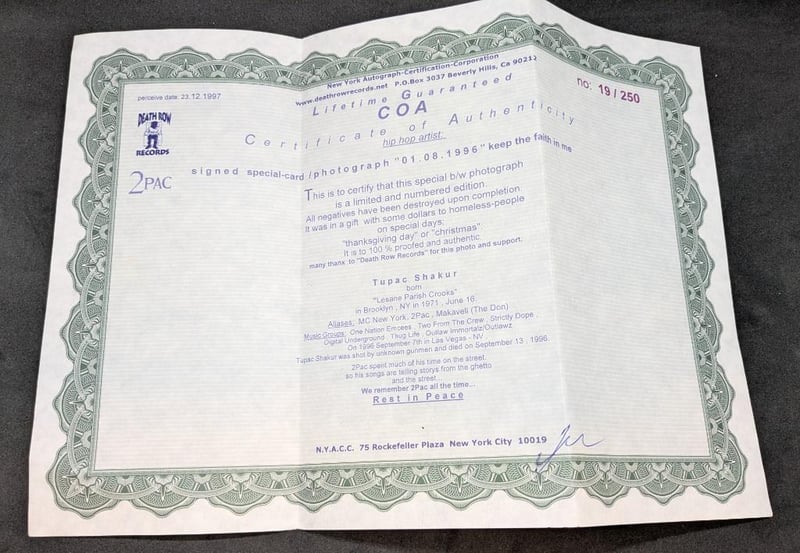 New York Autograph-Certification-Corporation
www.deathrowrecords.net P.O.Box 3037 Beverly Hills, Ca 90212
no: 19 / 250
perceive date: 23.12.1997
Lifetime Guaranteed
COA
Certificate of Authenticity
hip hop artist:
DEATH ROW
RECORDS
2PAC
signed special-card / photograph "01.08.1996" keep the faith in me
This is to certify that this special b/w photograph
is a limited and numbered edition.
All negatives have been destroyed upon completion.
It was in a gift with some dollars to homeless-people
on special days:
"thanksgiving day" or "christmas".
It is to 100 % proofed and authentic.
many thanx to "Death Row Records" for this photo and support.
Tupac Shakur
born
"Lesane Parish Crooks"
in Brooklyn , NY in 1971 , June 16.
Aliases: MC New York , 2Pac , Makaveli (The Don)
Music Groups: One Nation Emcees , Two From The Crew , Strictly Dope ,
Digital Underground , Thug Life , Outlaw Immortalz/Outlawz
On 1996 September 7th in Las Vegas - NV
Tupac Shakur was shot by unknown gunmen and died on September 13 , 1996.
2Pac spent much of his time on the street,
so his songs are telling storys from the ghetto
and the street.
We remember 2Pac all the time...
Rest in Peace
N.Y.A.C.C. 75 Rockefeller Plaza New York City 10019